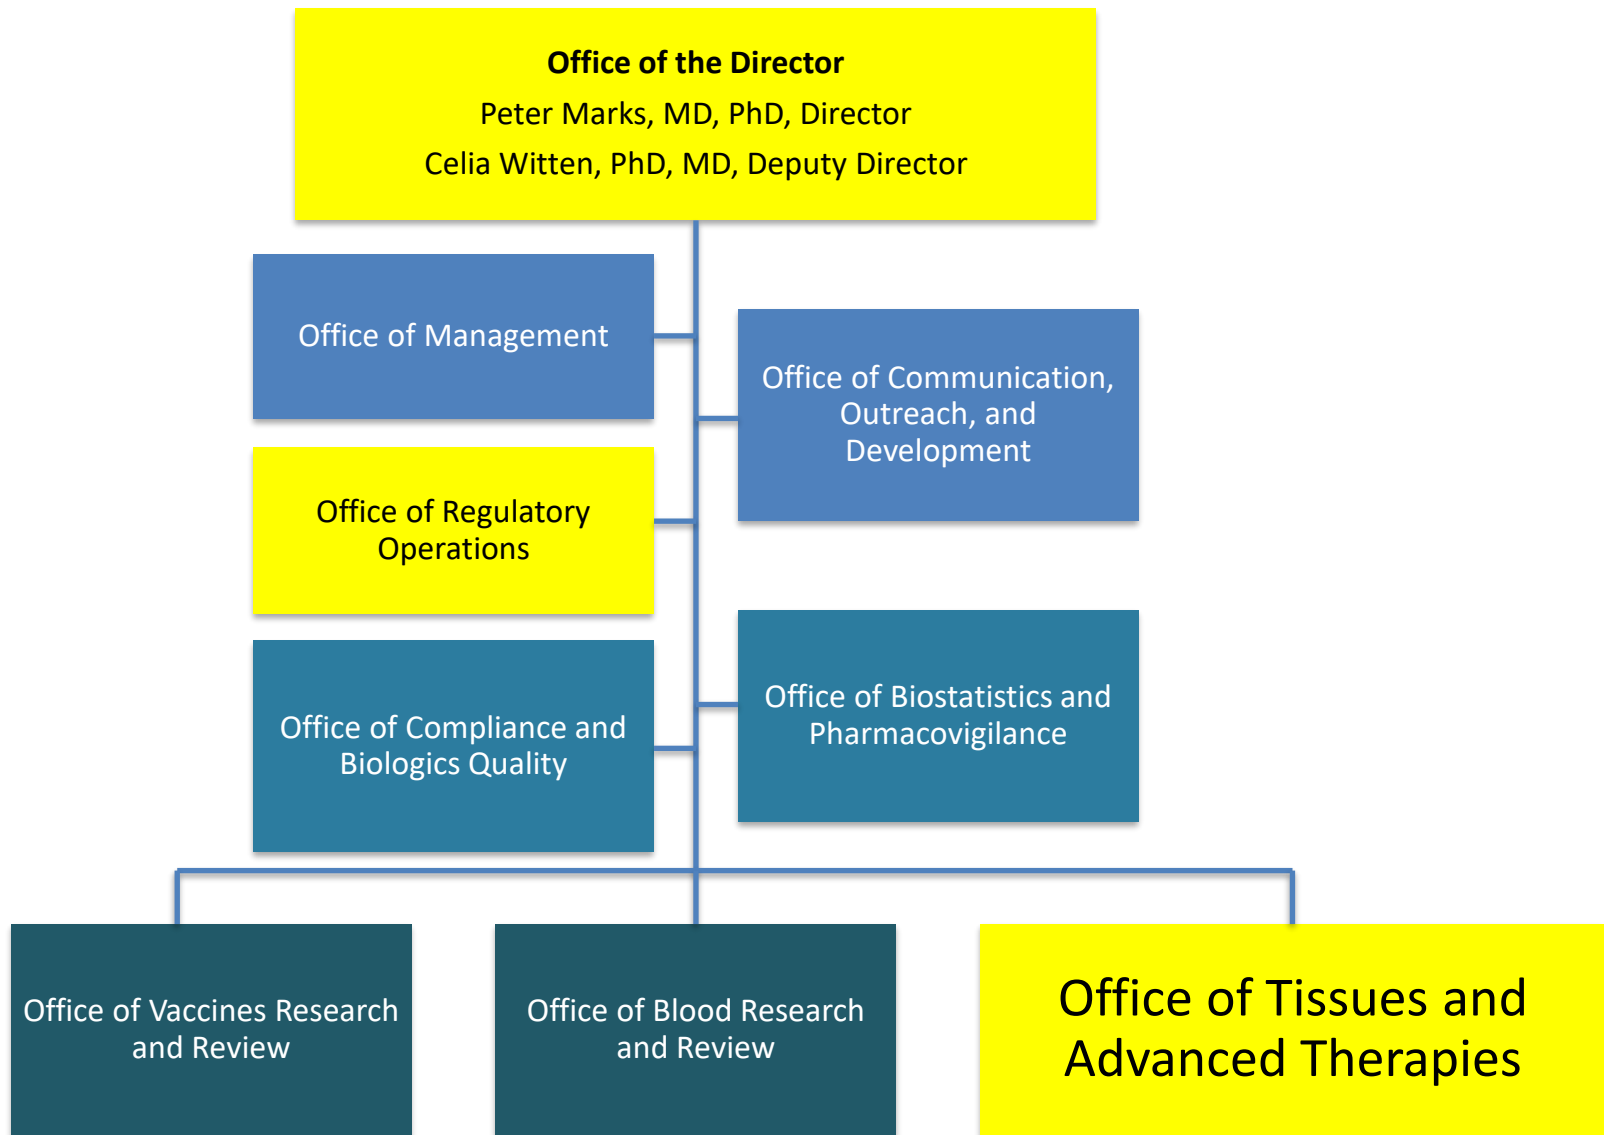 Office of the Director
Peter Marks, MD, PhD, Director
Celia Witten, PhD, MD, Deputy Director
Office of Management
Office of Communication,
Outreach, and
Development
Office of Regulatory
Operations
Office of Compliance and
Biologics Quality
Office of Biostatistics and
Pharmacovigilance
Office of Vaccines Research
and Review
Office of Blood Research
and Review
Office of Tissues and
Advanced Therapies